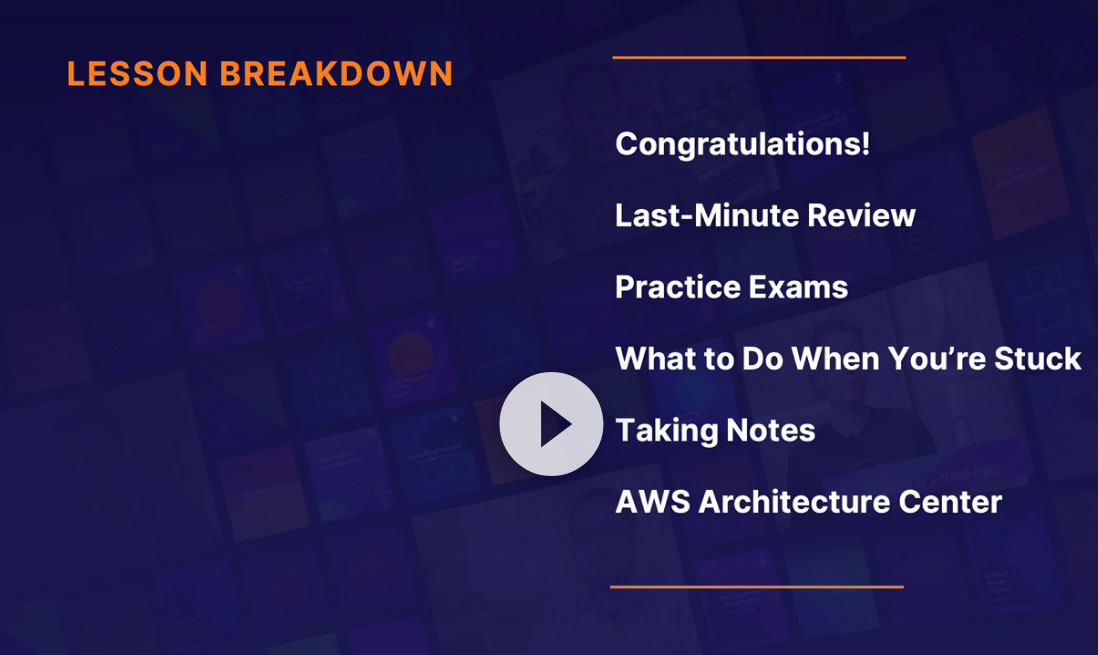 LESSON BREAKDOWN
Congratulations!
Last-Minute Review
Practice Exams
What to Do When You’re Stuck
Taking Notes
AWS Architecture Center